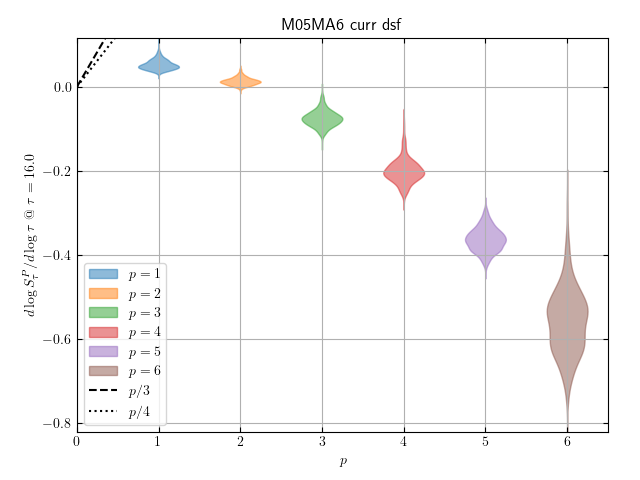 M05MA6 curr dsf
d log S_τ^p / d log τ @ τ = 16.0
0.0
−0.2
−0.4
−0.6
−0.8
p = 1
p = 2
p = 3
p = 4
p = 5
p = 6
p/3
p/4
0 1 2 3 4 5 6
p